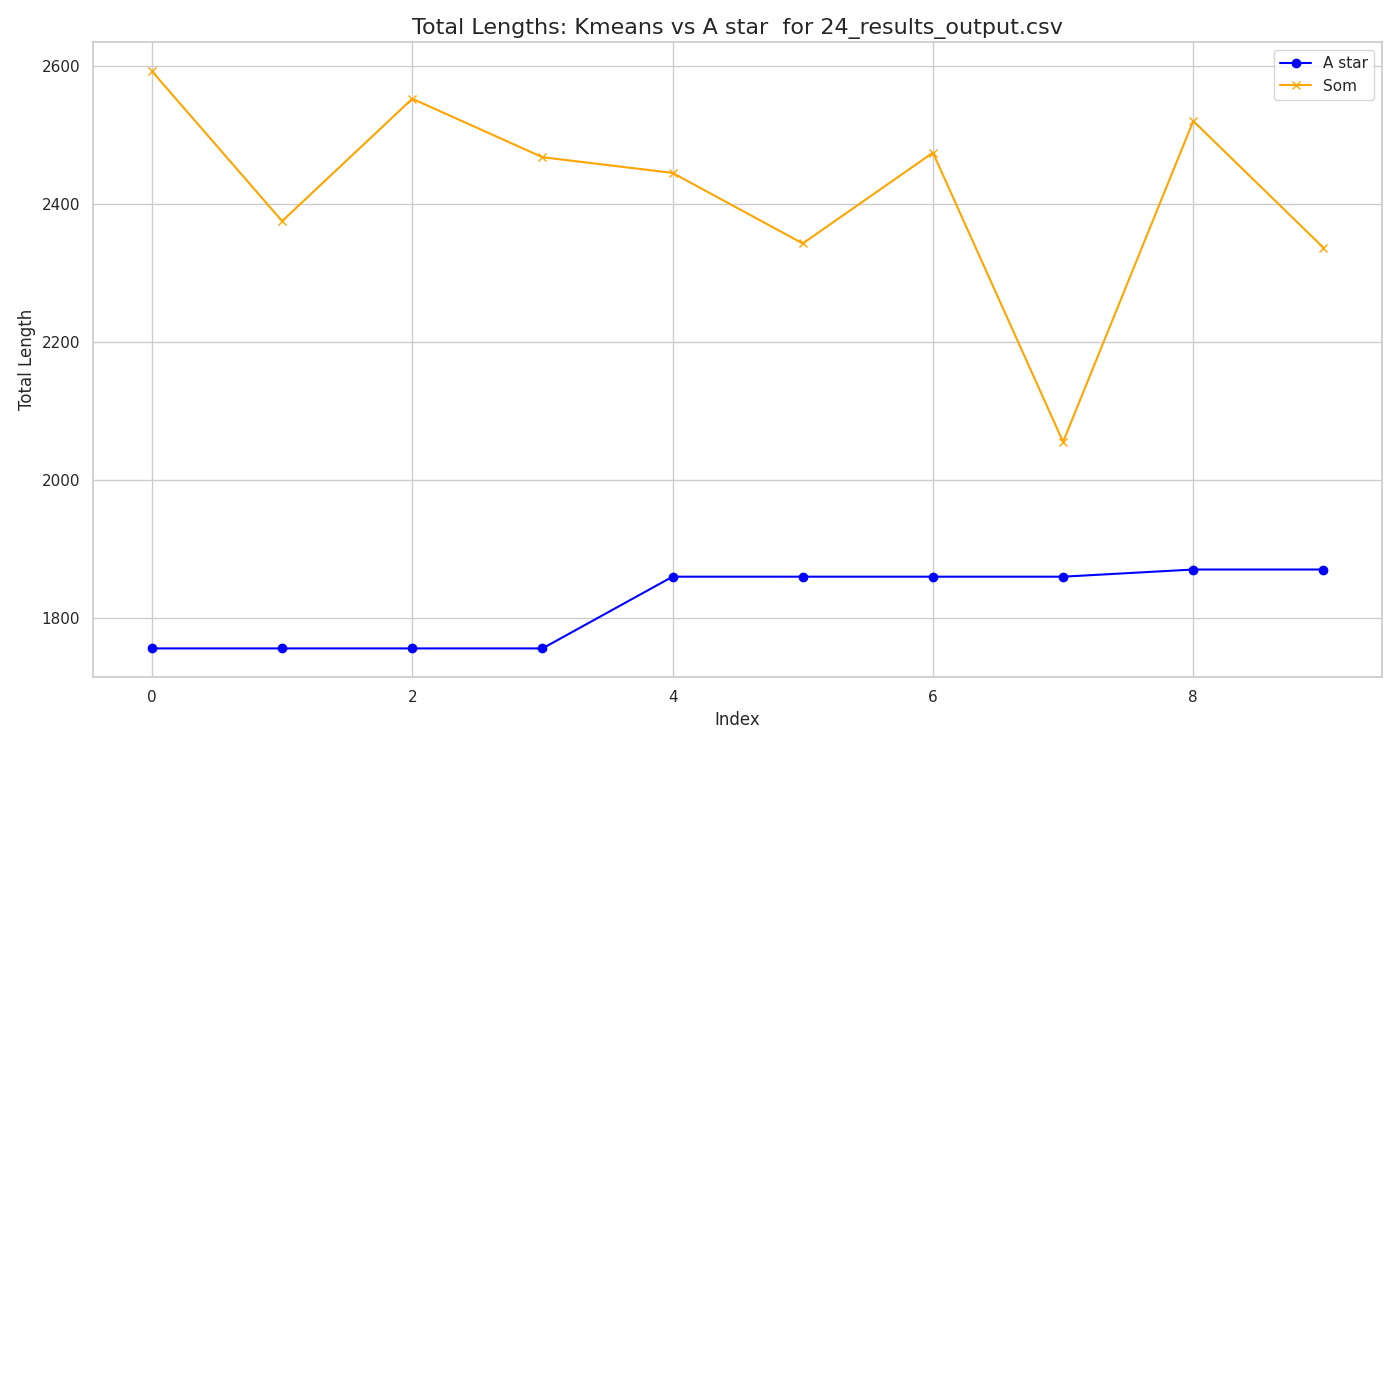 Total Lengths: Kmeans vs A star  for 24_results_output.csv
A star
Som
2600
2400
2200
2000
1800
Total Length
0
2
4
6
8
Index